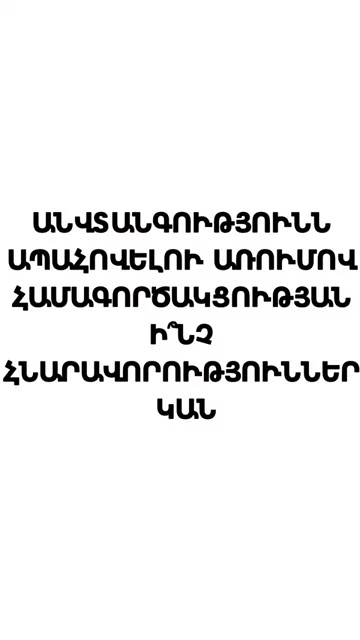 ԱՆՎՏԱՆԳՈՒԹՅՈՒՆՆ
ԱՊԱՀՈՎԵԼՈՒ ԱՌՈՒՄՈՎ
ՀԱՄԱԳՈՐԾԱԿՑՈՒԹՅԱՆ
Ի՞ՆՉ
ՀՆԱՐԱՎՈՐՈՒԹՅՈՒՆՆԵՐ
ԿԱՆ